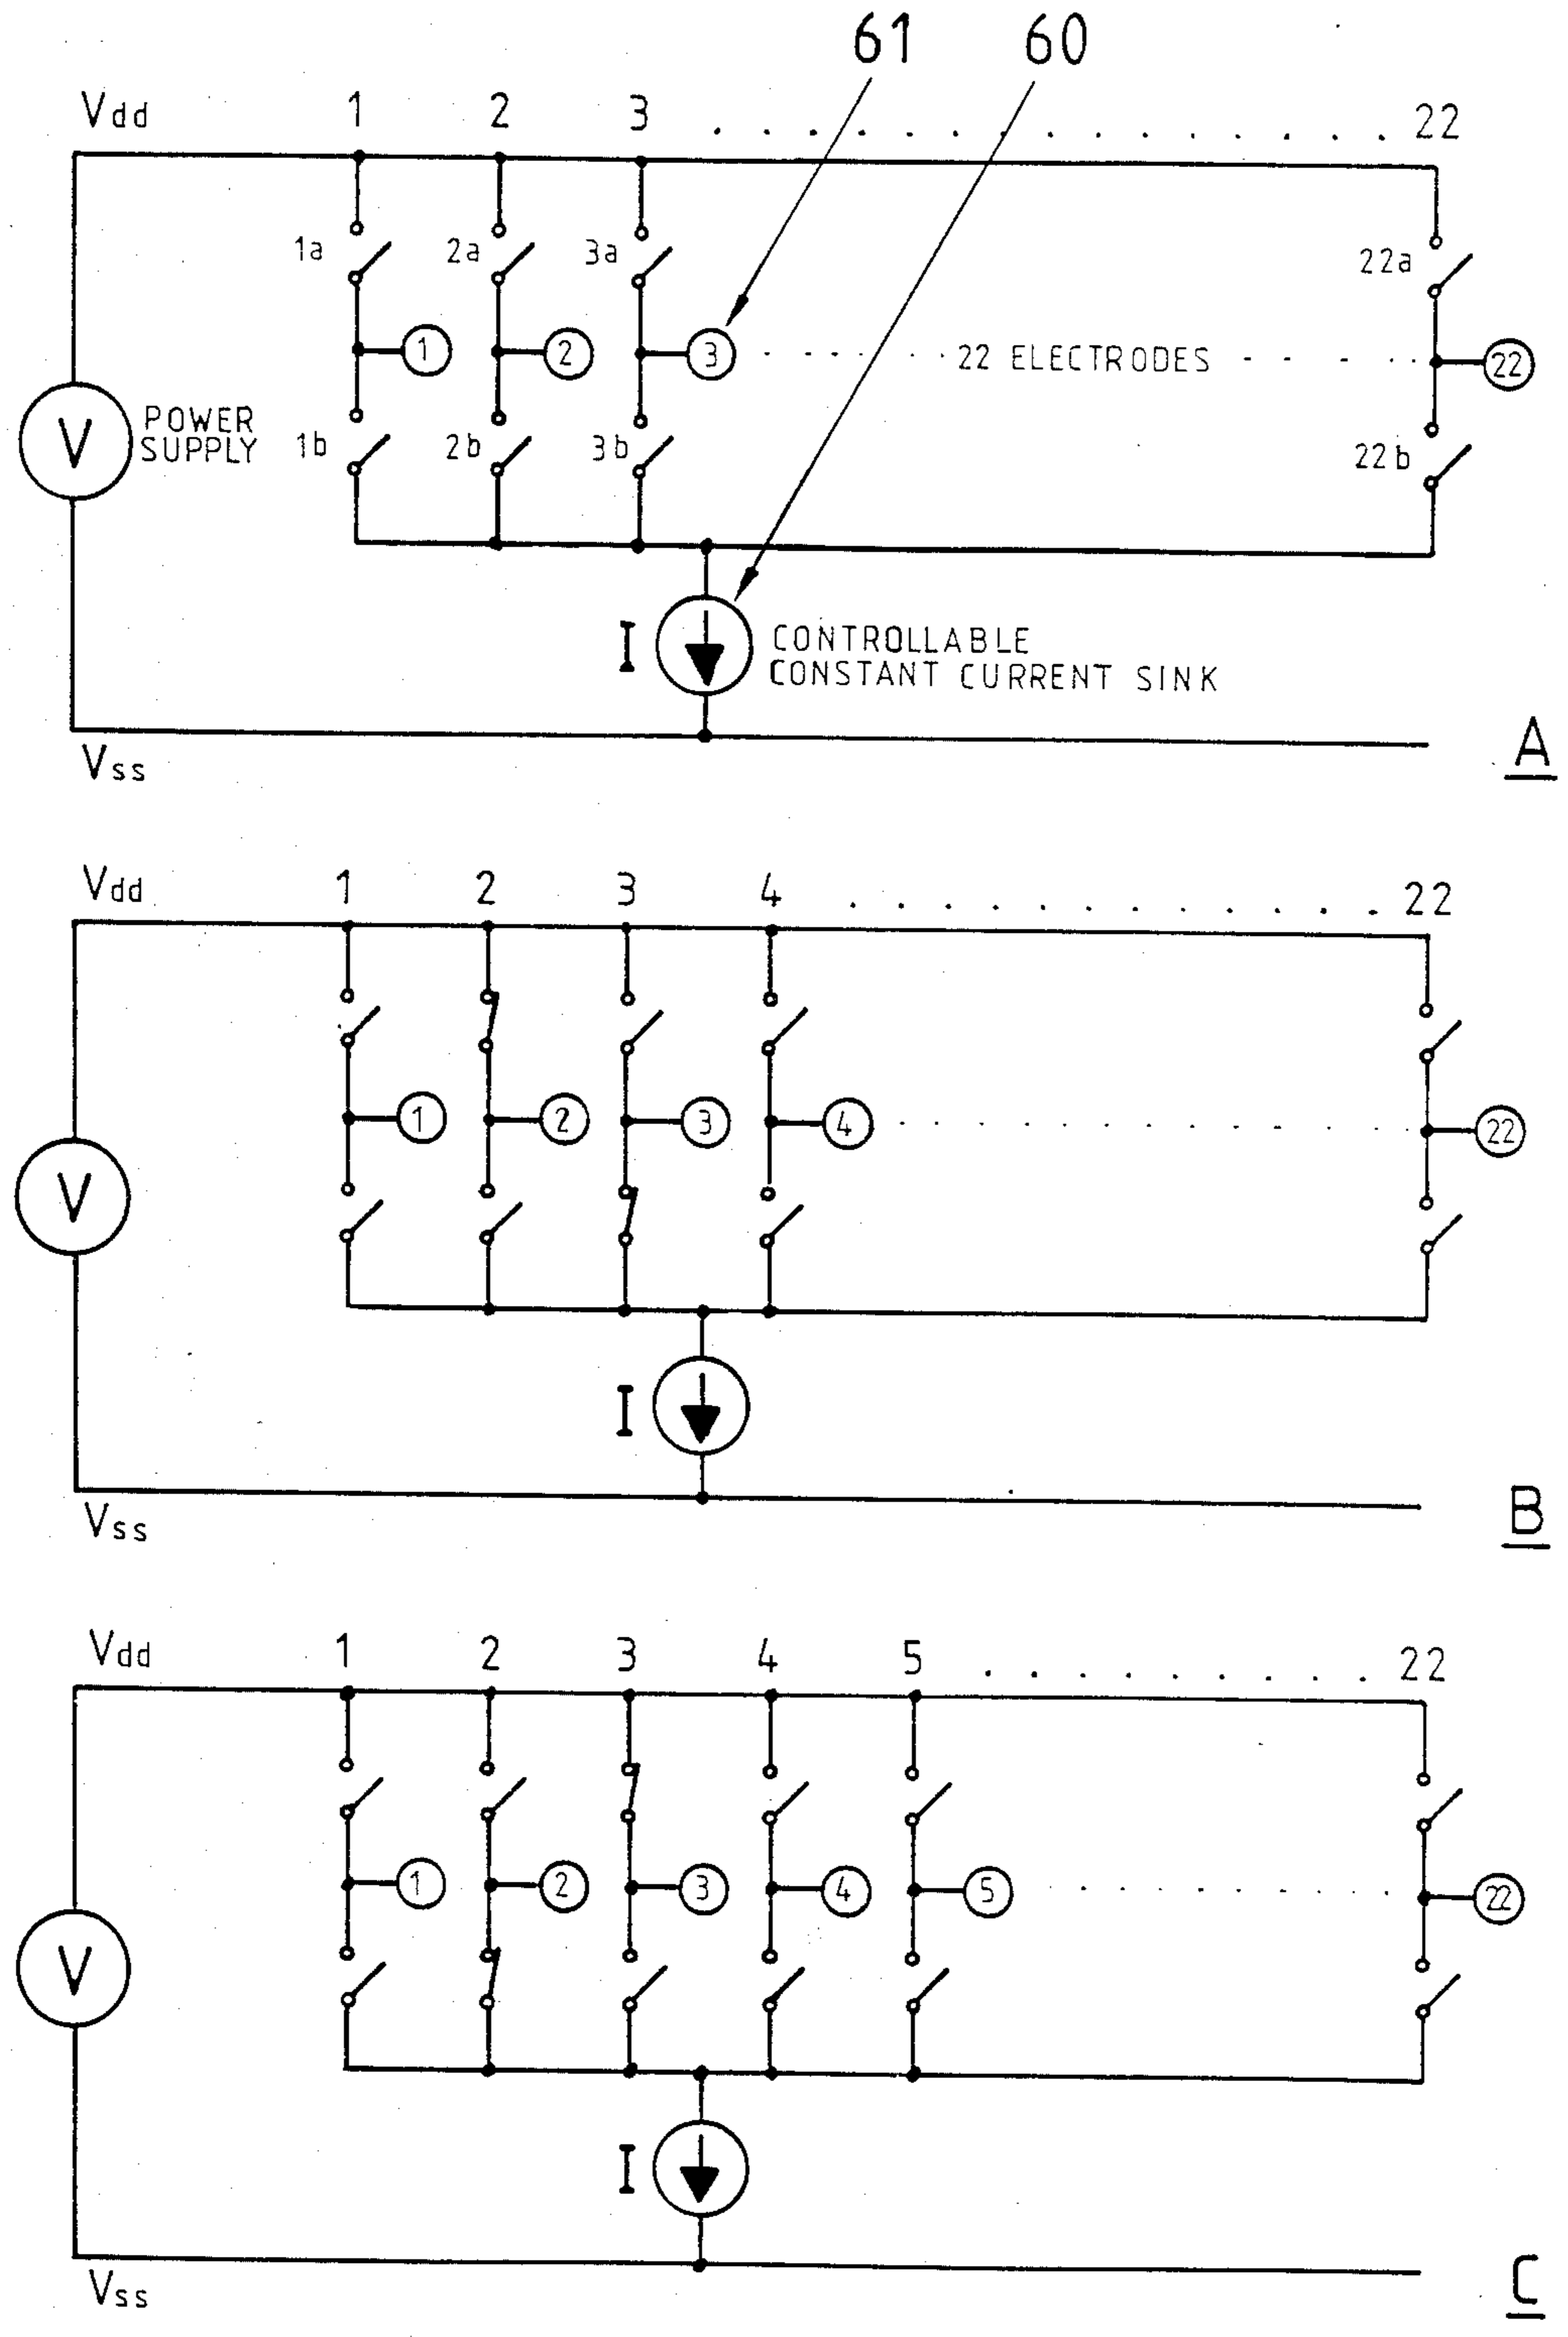 61 60
Vdd 1 2 3 . . . . . . . . . . . . . . . 22
1a 2a 3a 22a
1 2 3 · · · · · · 22 ELECTRODES - - - · · 22
V POWER
SUPPLY
1b 2b 3b 22b
I CONTROLLABLE
CONSTANT CURRENT SINK
Vss
A
Vdd 1 2 3 4 . . . . . . . . . . . . 22
1 2 3 4 22
V
I
Vss
B
Vdd 1 2 3 4 5 . . . . . . . . . 22
1 2 3 4 5 22
V
I
Vss
C